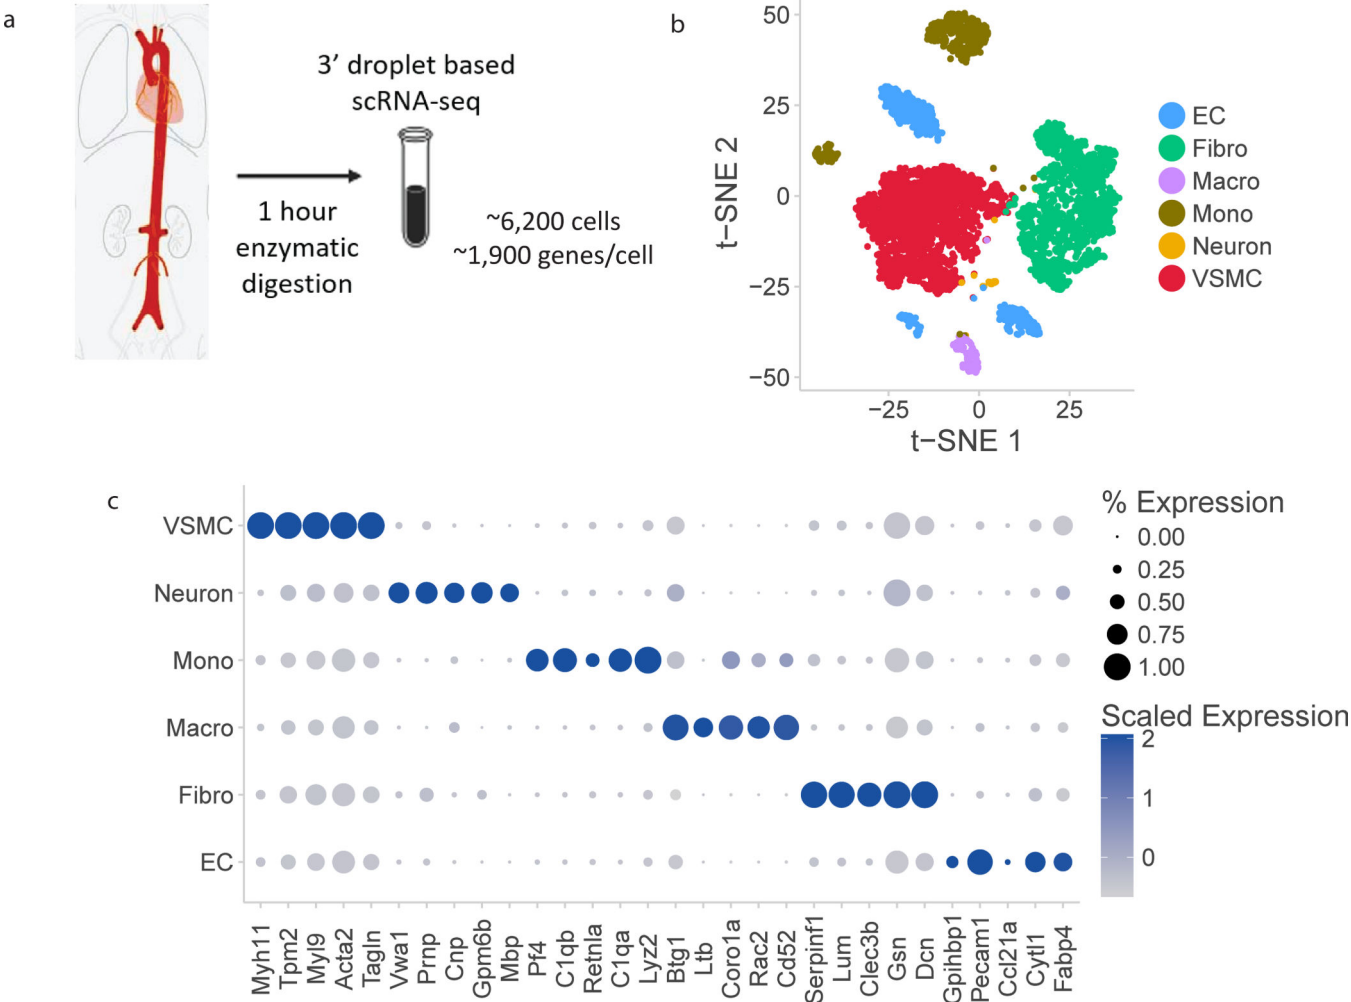 a
3’ droplet based
scRNA-seq
1 hour
enzymatic
digestion
~6,200 cells
~1,900 genes/cell
b
t−SNE 2
50
25
0
−25
−50
−25 0 25
t−SNE 1
EC
Fibro
Macro
Mono
Neuron
VSMC
c
VSMC
Neuron
Mono
Macro
Fibro
EC
Myh11
Tpm2
Myl9
Acta2
Tagln
Vwa1
Prnp
Cnp
Gpm6b
Mbp
Pf4
C1qb
Retnla
C1qa
Lyz2
Btg1
Ltb
Coro1a
Rac2
Cd52
Serpinf1
Lum
Clec3b
Gsn
Dcn
Gpihbp1
Pecam1
Ccl21a
Cytl1
Fabp4
% Expression
0.00
0.25
0.50
0.75
1.00
Scaled Expression
2
1
0